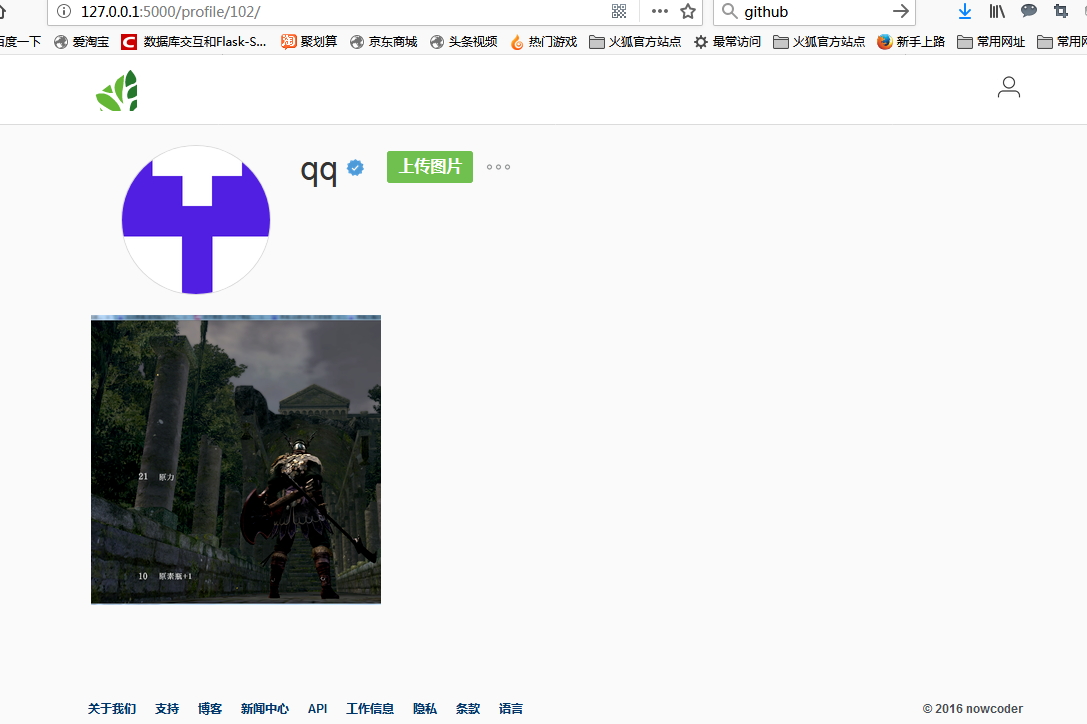 127.0.0.1:5000/profile/102/ github
百度一下 爱淘宝 数据库交互和Flask-S... 聚划算 京东商城 头条视频 热门游戏 火狐官方站点 最常访问 火狐官方站点 新手上路 常用网址 常用网
qq 上传图片
21 原力
10 原素瓶+1
关于我们 支持 博客 新闻中心 API 工作信息 隐私 条款 语言 © 2016 nowcoder